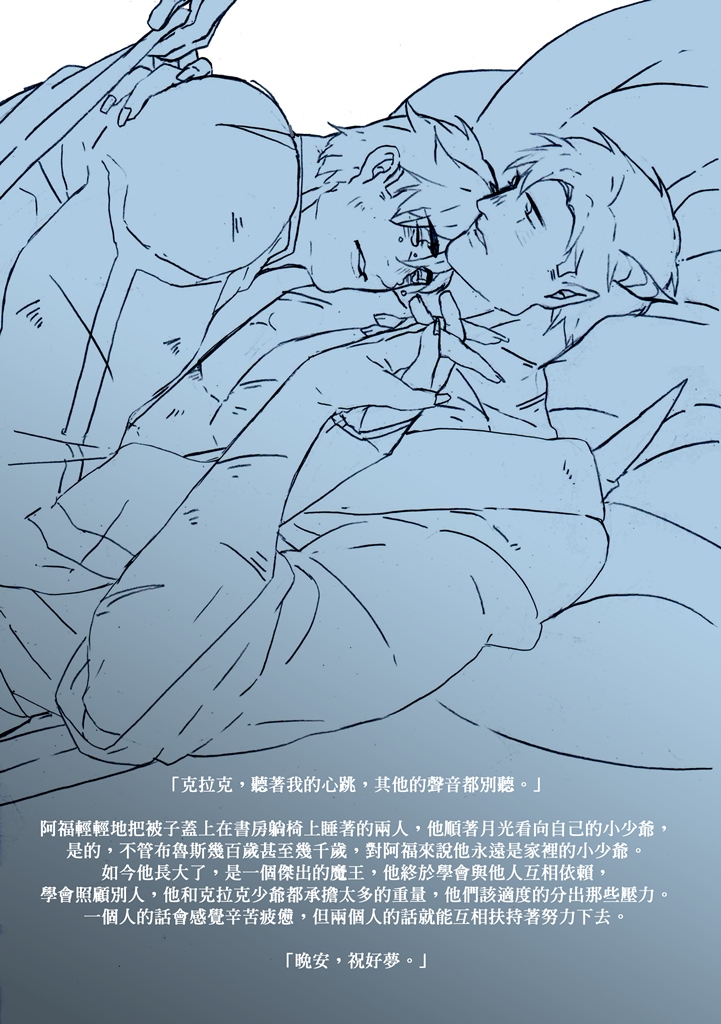 「克拉克，聽著我的心跳，其他的聲音都別聽。」
阿福輕輕地把被子蓋上在書房躺椅上睡著的兩人，他順著月光看向自己的小少爺，
是的，不管布魯斯幾百歲甚至幾千歲，對阿福來說他永遠是家裡的小少爺。
如今他長大了，是一個傑出的魔王，他終於學會與他人互相依賴，
學會照顧別人，他和克拉克少爺都承擔太多的重量，他們該適度的分出那些壓力。
一個人的話會感覺辛苦疲憊，但兩個人的話就能互相扶持著努力下去。
「晚安，祝好夢。」